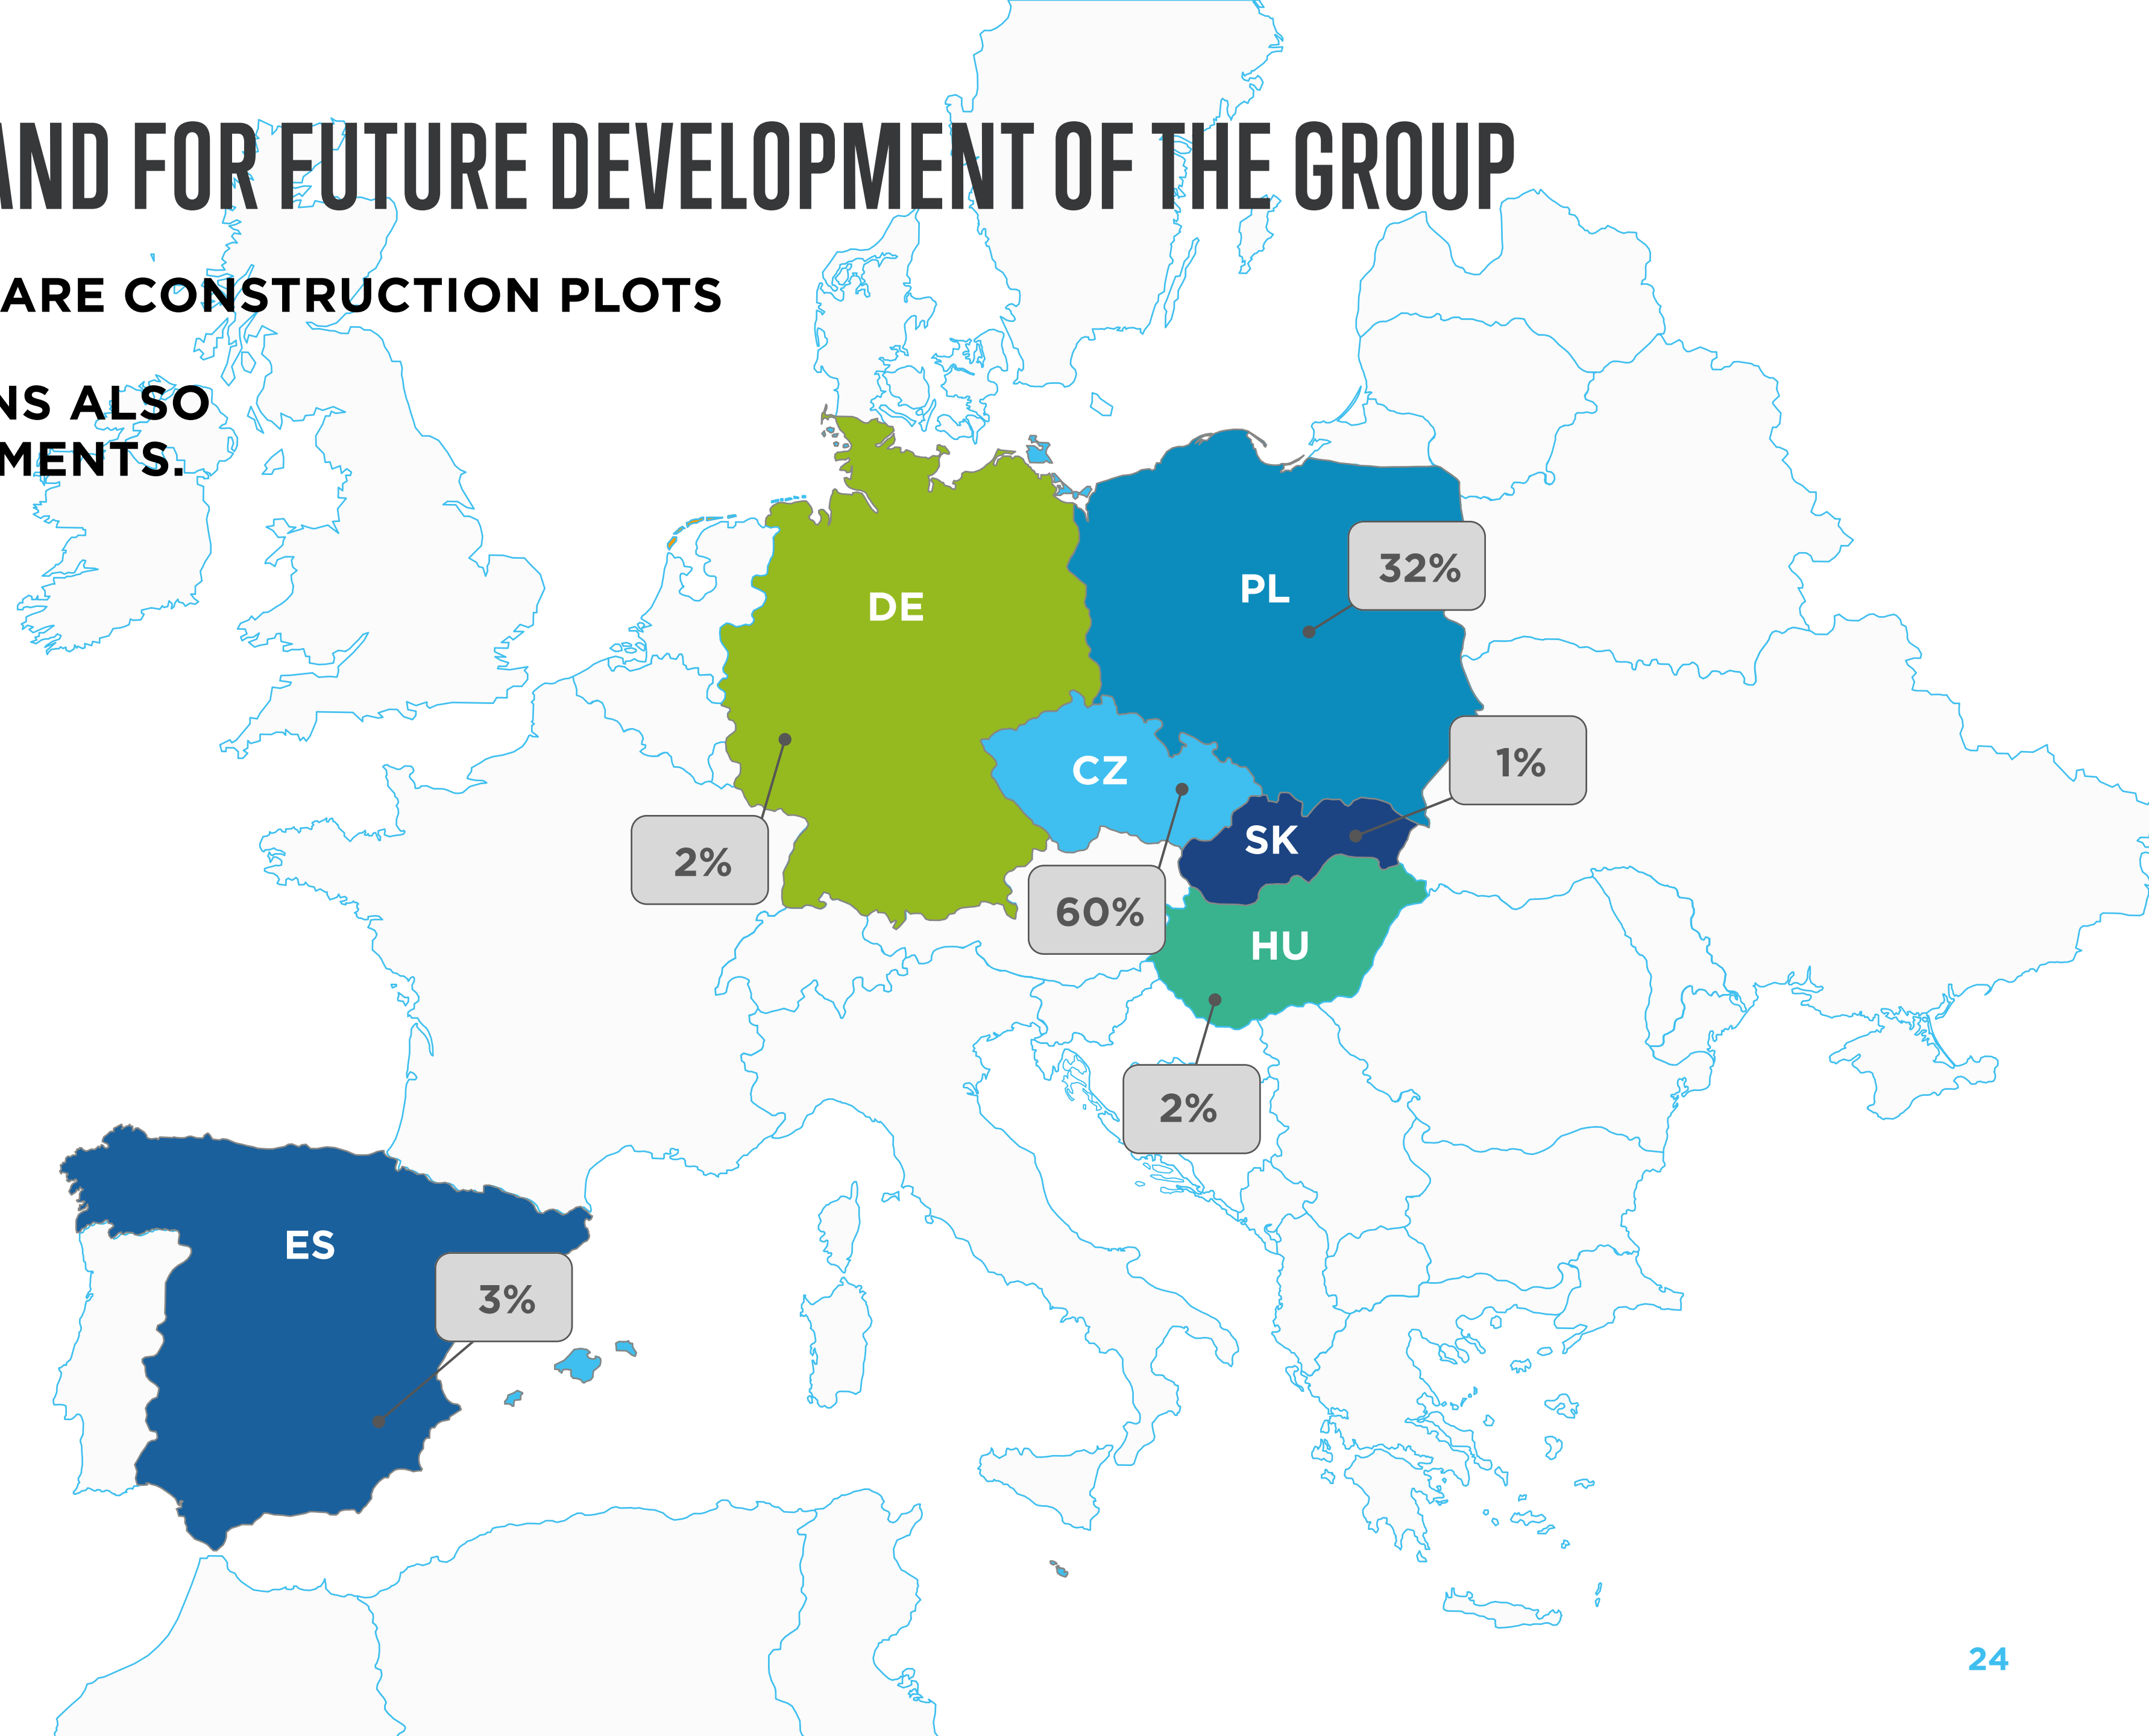 AND FOR FUTURE DEVELOPMENT OF THE GROUP
ARE CONSTRUCTION PLOTS
NS ALSO
MENTS.
32%
PL
DE
1%
CZ
SK
2%
60%
HU
2%
ES
3%
24